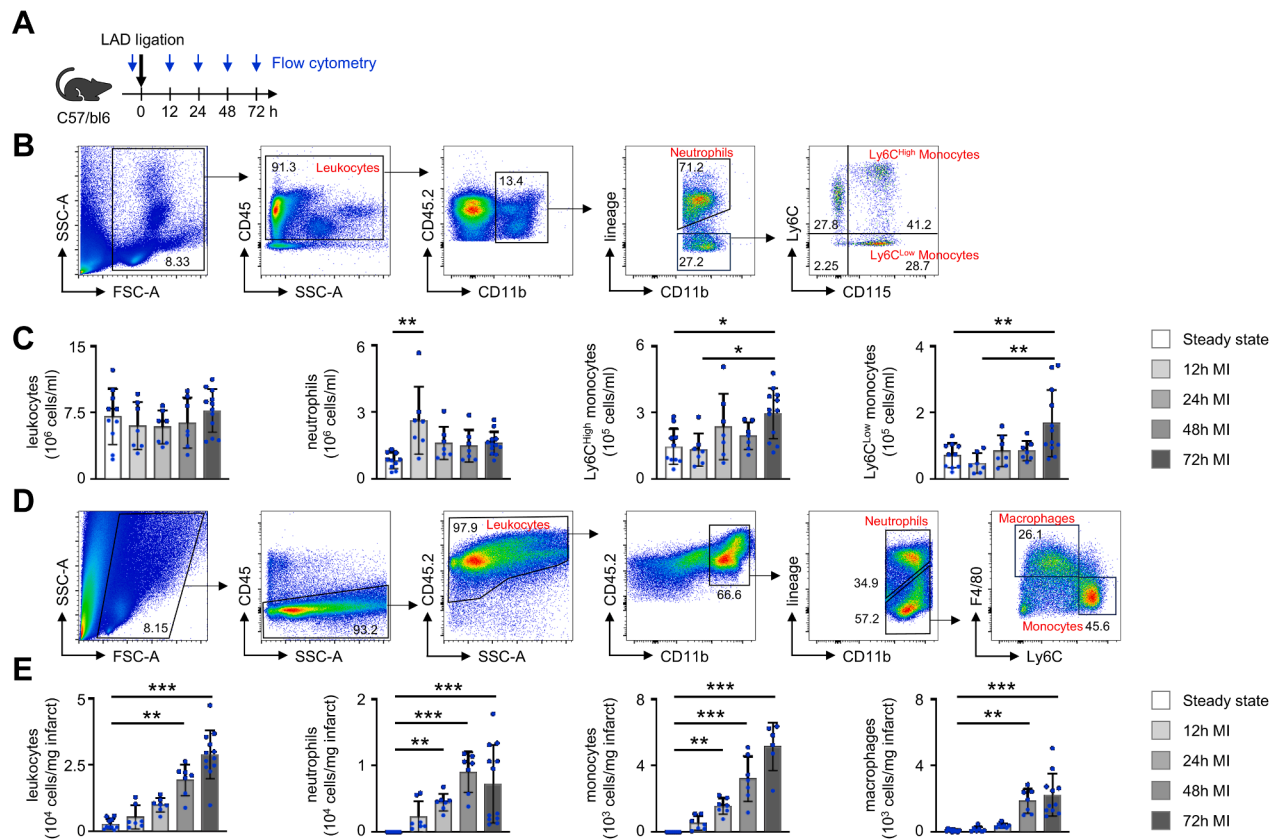 A
LAD ligation
Flow cytometry
C57/bl6
0 12 24 48 72 h
B
SSC-A
FSC-A
8.33
CD45
SSC-A
91.3
Leukocytes
CD45.2
CD11b
13.4
lineage
CD11b
Neutrophils
71.2
27.2
Ly6C
CD115
Ly6CHigh Monocytes
27.8 41.2
Ly6CLow Monocytes
2.25 28.7
C
leukocytes
(10⁶ cells/ml)
15
7.5
0
neutrophils
(10⁶ cells/ml)
6
3
0
**
Ly6CHigh monocytes
(10⁵ cells/ml)
6
3
0
*
*
Ly6CLow monocytes
(10⁵ cells/ml)
4
2
0
**
**
Steady state
12h MI
24h MI
48h MI
72h MI
D
SSC-A
FSC-A
8.15
CD45
SSC-A
93.2
CD45.2
SSC-A
97.9
Leukocytes
CD45.2
CD11b
66.6
lineage
CD11b
Neutrophils
34.9
57.2
F4/80
Ly6C
Macrophages
26.1
Monocytes
45.6
E
leukocytes
(10⁴ cells/mg infarct)
5
2.5
0
***
**
neutrophils
(10⁴ cells/mg infarct)
2
1
0
***
***
**
monocytes
(10³ cells/mg infarct)
8
4
0
***
***
**
macrophages
(10³ cells/mg infarct)
8
4
0
***
**
Steady state
12h MI
24h MI
48h MI
72h MI